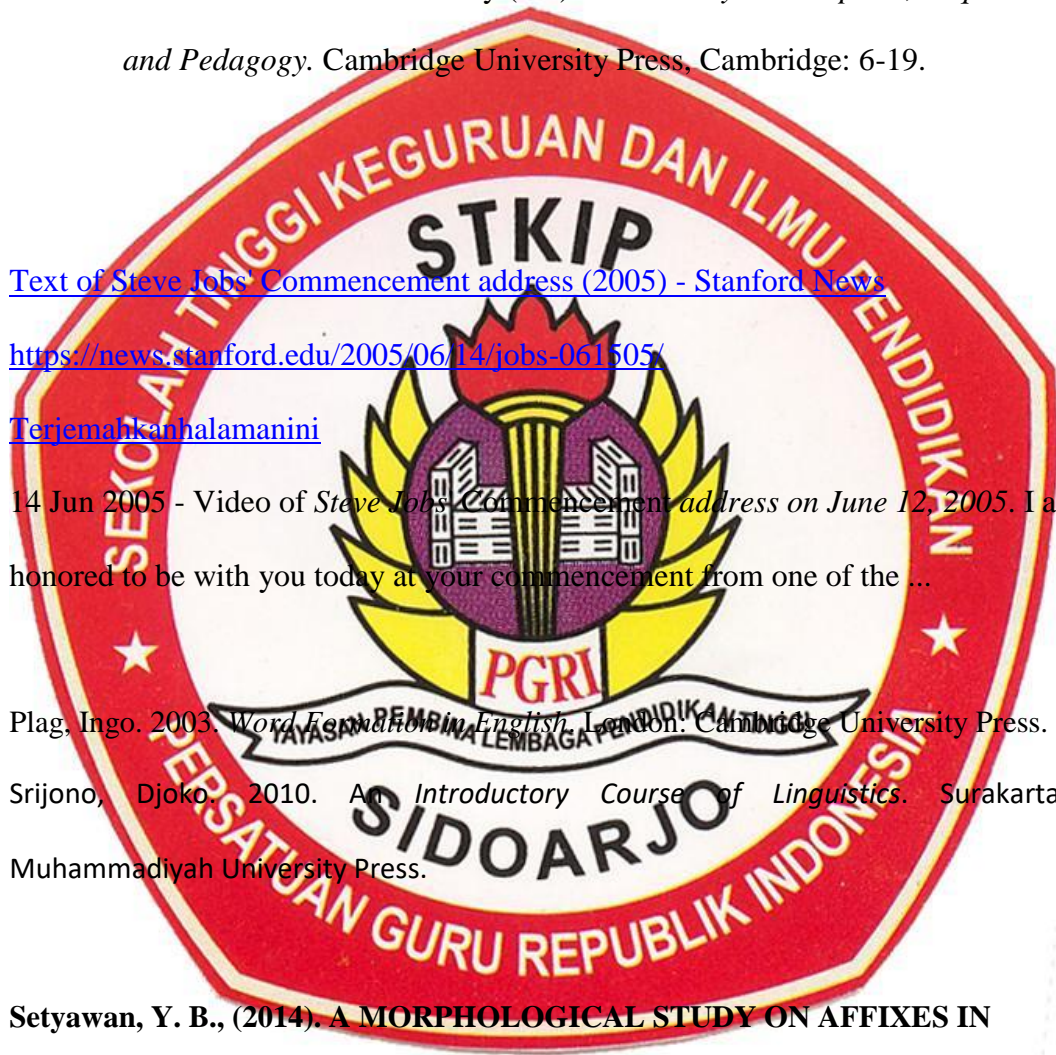 and Pedagogy. Cambridge University Press, Cambridge: 6-19.
SEKOLAH TINGGI KEGURUAN DAN ILMU PENDIDIKAN
STKIP
Text of Steve Jobs' Commencement address (2005) - Stanford News
https://news.stanford.edu/2005/06/14/jobs-061505/
Terjemahkanhalamanini
14 Jun 2005 - Video of Steve Jobs Commencement address on June 12, 2005. I
honored to be with you today at your commencement from one of the ...
PGRI
Plag, Ingo. 2003. Word Formation in English. London: Cambridge University Press.
YAYASAN PEMBINA LEMBAGA PENDIDIKAN TINGGI
Srijono, Djoko. 2010. An Introductory Course of Linguistics. Surakarta
Muhammadiyah University Press.
SIDOARJO
PERSATUAN GURU REPUBLIK INDONESIA
Setyawan, Y. B., (2014). A MORPHOLOGICAL STUDY ON AFFIXES IN